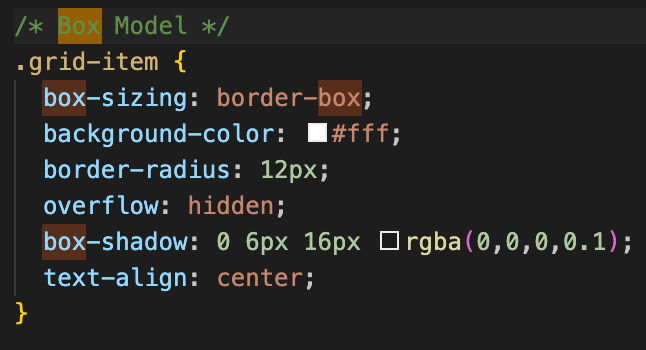 /* Box Model */
.grid-item {
box-sizing: border-box;
background-color: #fff;
border-radius: 12px;
overflow: hidden;
box-shadow: 0 6px 16px rgba(0,0,0,0.1);
text-align: center;
}